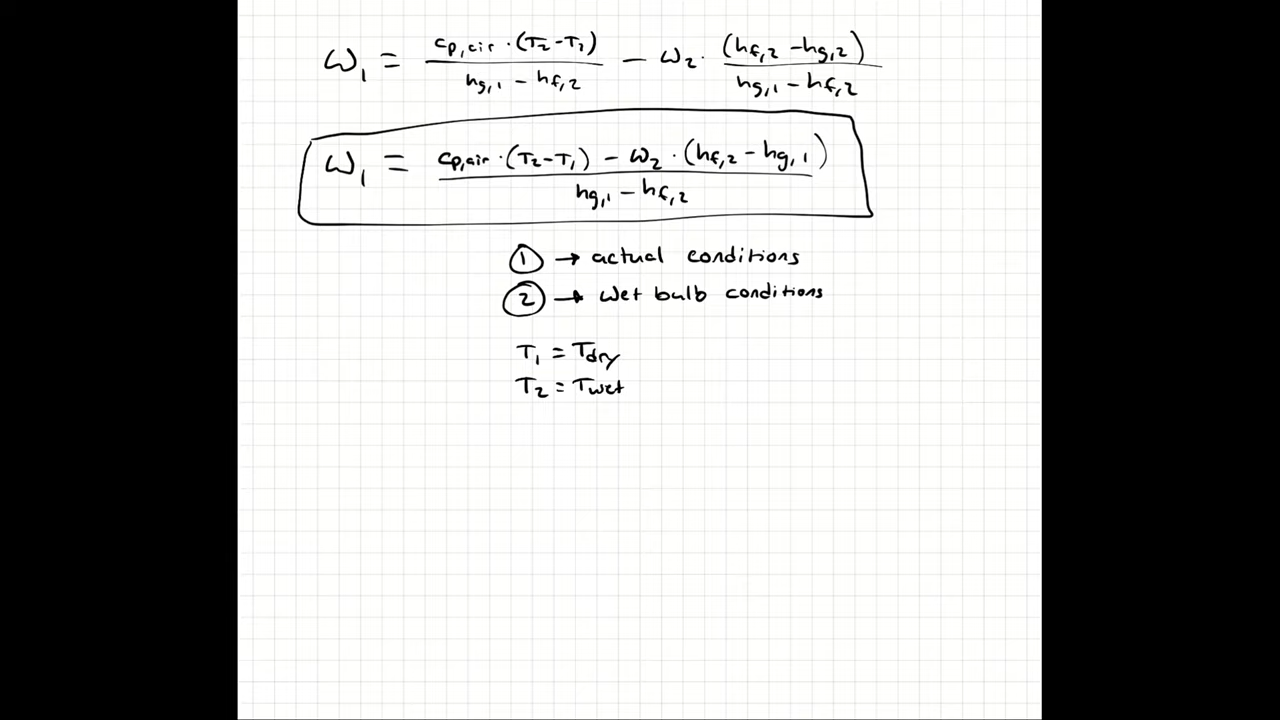 ω₁ = cp,air · (T₂-T₁) / hg,1 - hf,2 - ω₂ · (hf,2 - hg,2) / hg,1 - hf,2
ω₁ = cp,air · (T₂-T₁) - ω₂ · (hf,2 - hg,1) / hg,1 - hf,2
① → actual conditions
② → wet bulb conditions
T₁ = Tdry
T₂ = Twet